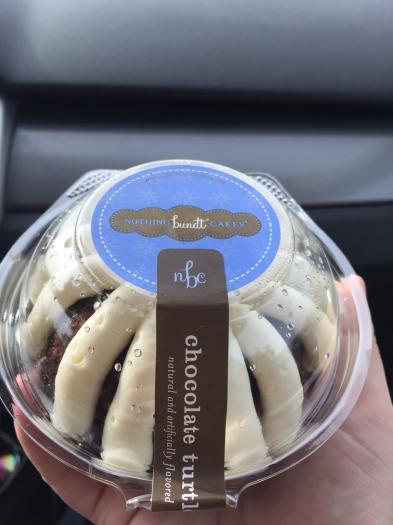 NOTHING bundt CAKES
nbc
chocolate turtl
natural and artificially flavored